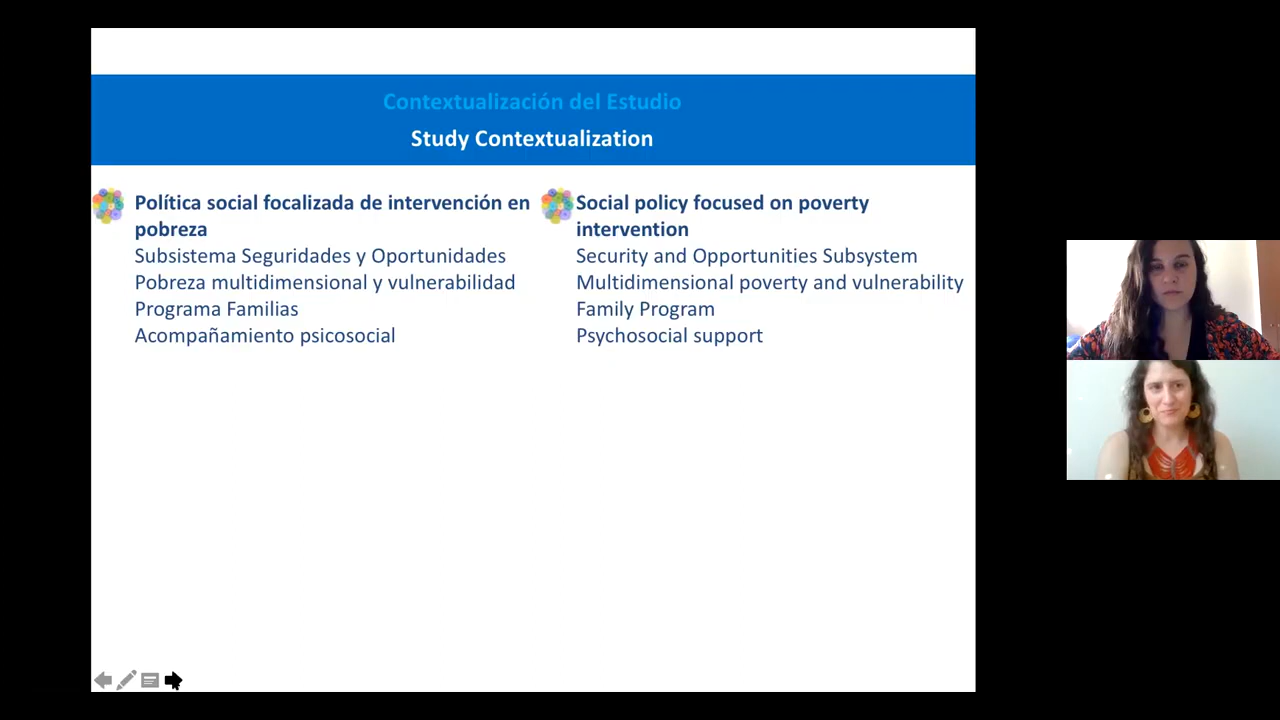 Contextualización del Estudio
Study Contextualization
Política social focalizada de intervención en
pobreza
Subsistema Seguridades y Oportunidades
Pobreza multidimensional y vulnerabilidad
Programa Familias
Acompañamiento psicosocial
Social policy focused on poverty
intervention
Security and Opportunities Subsystem
Multidimensional poverty and vulnerability
Family Program
Psychosocial support